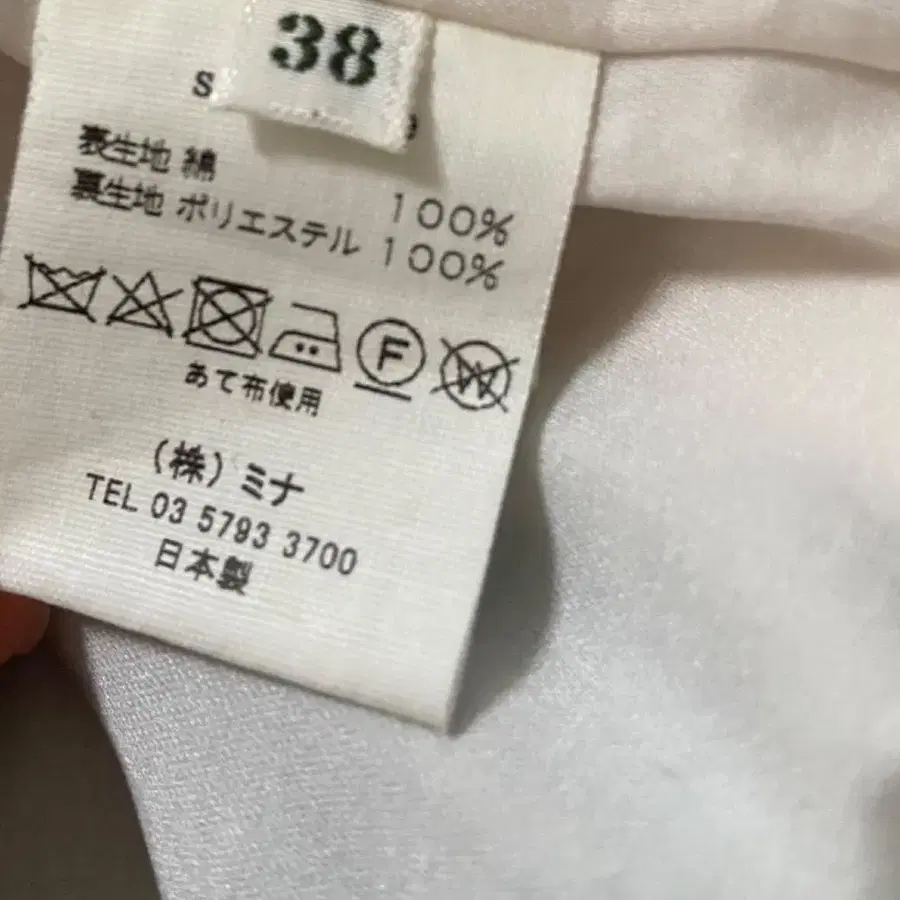 38
表生地 綿 100%
裏生地 ポリエステル 100%
F W
あて布使用
(株)ミナ
TEL 03 5793 3700
日本製